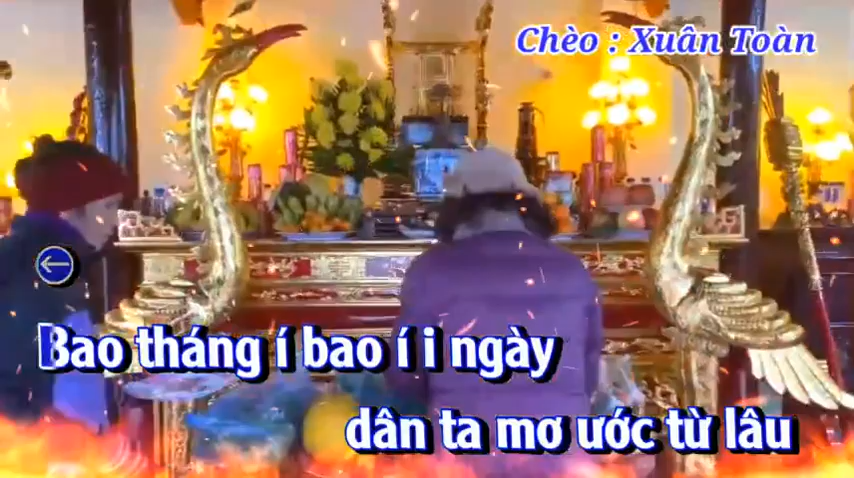 Chèo : Xuân Toàn
Bao tháng í bao í i ngày
dân ta mơ ước từ lâu